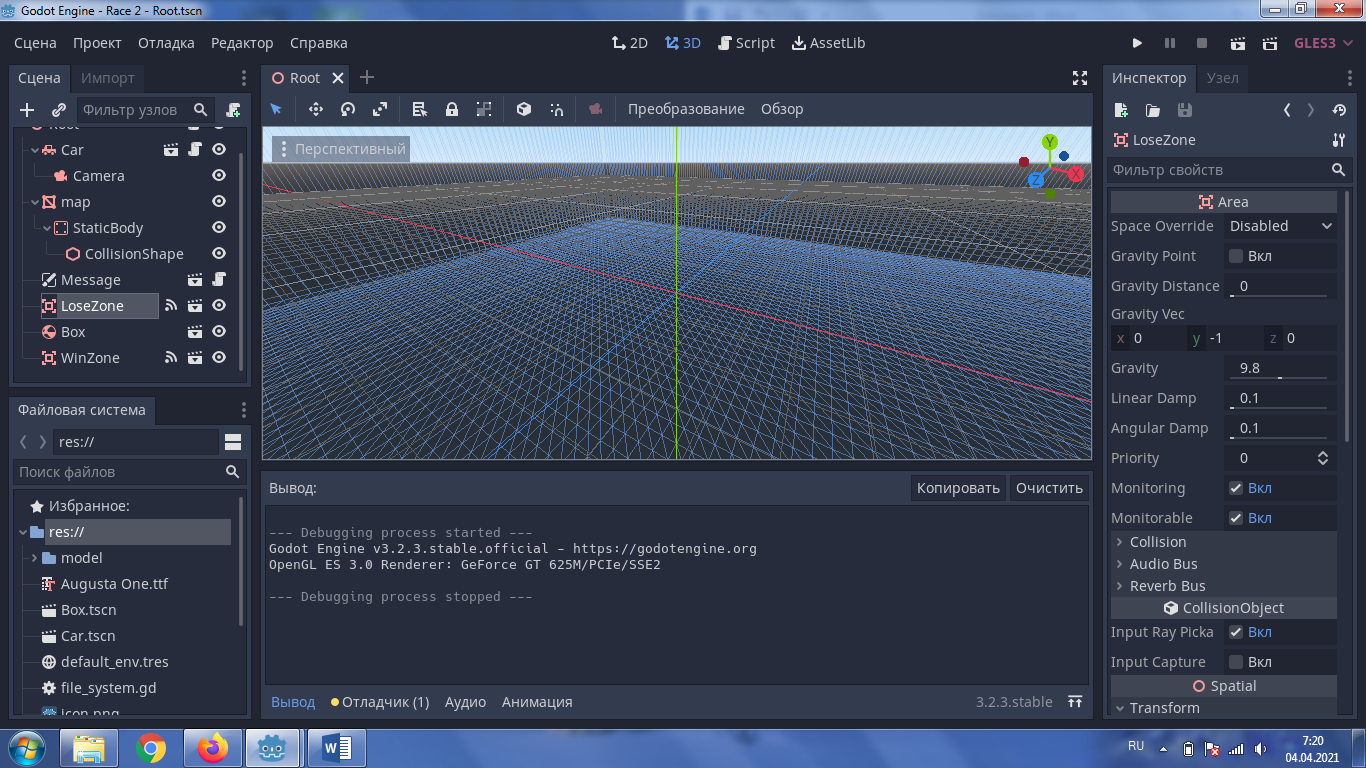 Godot Engine - Race 2 - Root.tscn
Сцена Проект Отладка Редактор Справка
2D 3D Script AssetLib
GLES3
Сцена Импорт
Фильтр узлов
Root
Car
Camera
map
StaticBody
CollisionShape
Message
LoseZone
Box
WinZone
Файловая система
res://
Поиск файлов
Избранное:
res://
model
Augusta One.ttf
Box.tscn
Car.tscn
default_env.tres
file_system.gd
icon.png
Root
Преобразование Обзор
Перспективный
Y
X
Z
Вывод:
Копировать Очистить
--- Debugging process started ---
Godot Engine v3.2.3.stable.official - https://godotengine.org
OpenGL ES 3.0 Renderer: GeForce GT 625M/PCIe/SSE2
--- Debugging process stopped ---
Вывод Отладчик (1) Аудио Анимация
3.2.3.stable
Инспектор Узел
LoseZone
Фильтр свойств
Area
Space Override Disabled
Gravity Point Вкл
Gravity Distance 0
Gravity Vec
x 0 y -1 z 0
Gravity 9.8
Linear Damp 0.1
Angular Damp 0.1
Priority 0
Monitoring Вкл
Monitorable Вкл
Collision
Audio Bus
Reverb Bus
CollisionObject
Input Ray Picka Вкл
Input Capture Вкл
Spatial
Transform
RU
7:20
04.04.2021